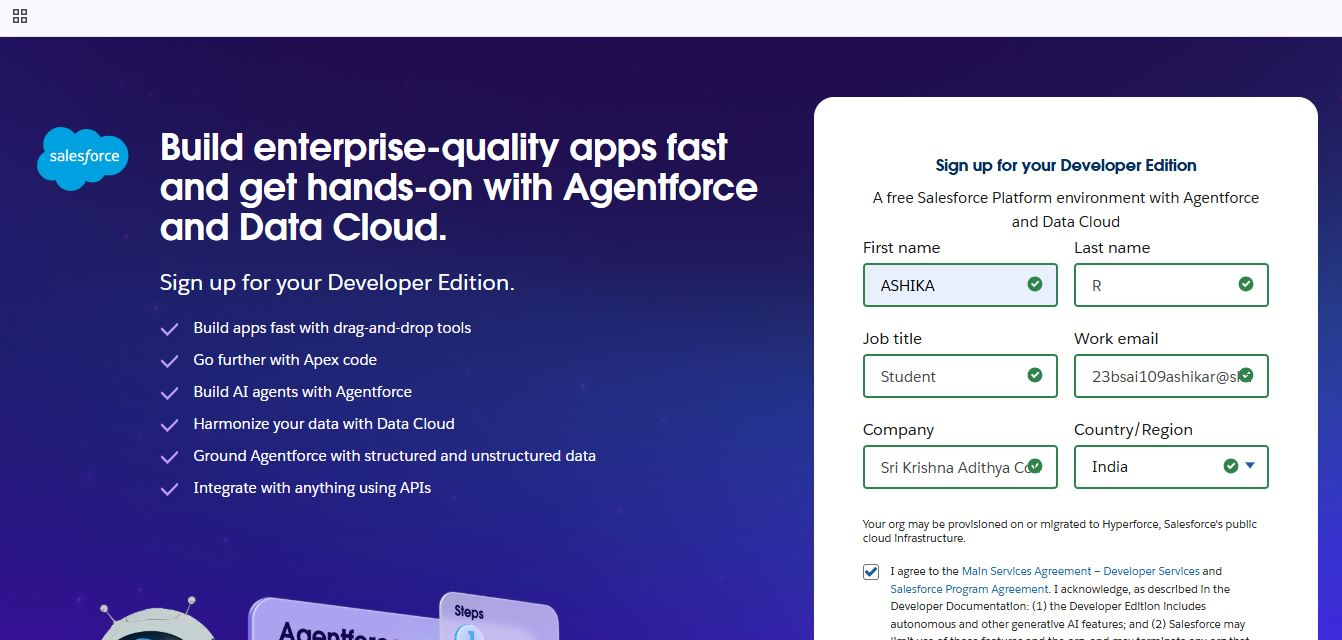 salesforce
Build enterprise-quality apps fast
and get hands-on with Agentforce
and Data Cloud.
Sign up for your Developer Edition.
Build apps fast with drag-and-drop tools
Go further with Apex code
Build AI agents with Agentforce
Harmonize your data with Data Cloud
Ground Agentforce with structured and unstructured data
Integrate with anything using APIs
Steps
1
Sign up for your Developer Edition
A free Salesforce Platform environment with Agentforce
and Data Cloud
First name
Last name
ASHIKA
R
Job title
Work email
Student
23bsai109ashikar@
Company
Country/Region
Sri Krishna Adithya
India
Your org may be provisioned on or migrated to Hyperforce, Salesforce's public
cloud infrastructure.
I agree to the Main Services Agreement – Developer Services and
Salesforce Program Agreement. I acknowledge, as described in the
Developer Documentation: (1) the Developer Edition includes
autonomous and other generative AI features; and (2) Salesforce may